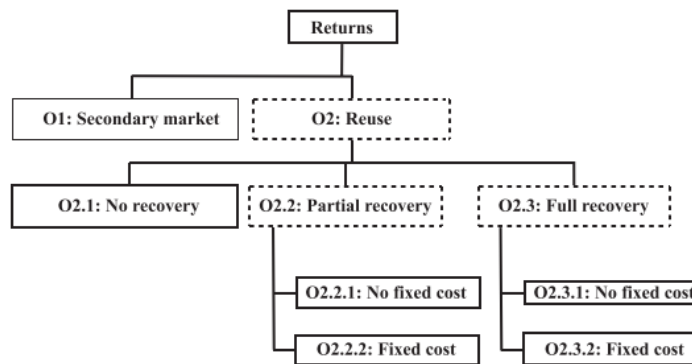 Returns
O1: Secondary market
O2: Reuse
O2.1: No recovery
O2.2: Partial recovery
O2.3: Full recovery
O2.2.1: No fixed cost
O2.3.1: No fixed cost
O2.2.2: Fixed cost
O2.3.2: Fixed cost